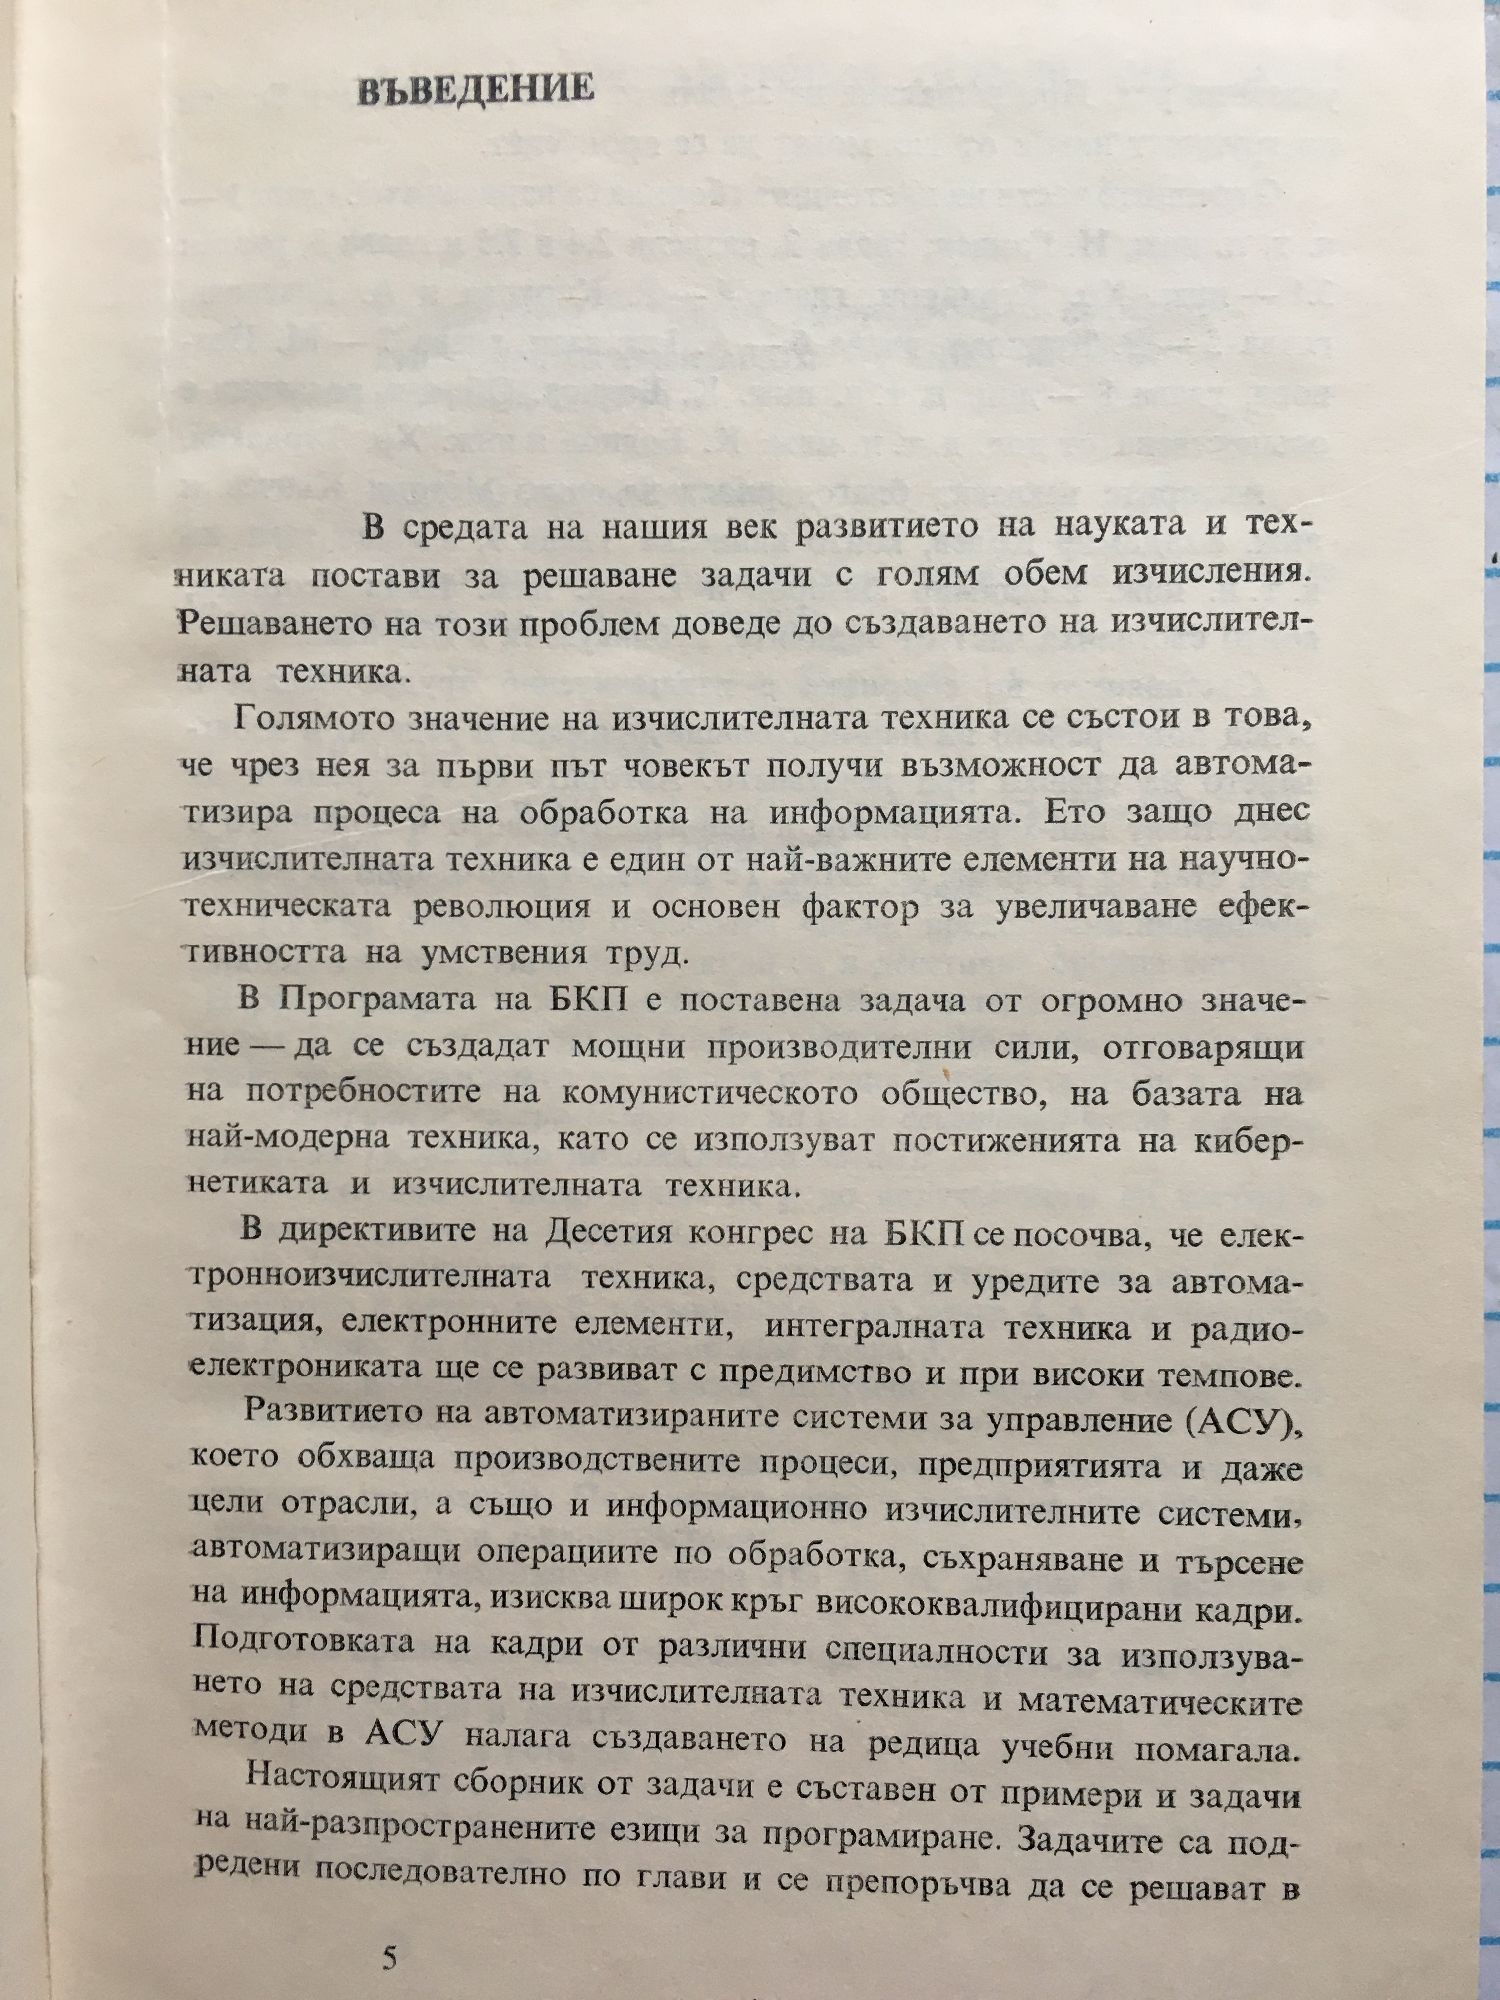 ВЪВЕДЕНИЕ
В средата на нашия век развитието на науката и тех-
никата постави за решаване задачи с голям обем изчисления.
Решаването на този проблем доведе до създаването на изчислител-
ната техника.
Голямото значение на изчислителната техника се състои в това,
че чрез нея за първи път човекът получи възможност да автома-
тизира процеса на обработка на информацията. Ето защо днес
изчислителната техника е един от най-важните елементи на научно-
техническата революция и основен фактор за увеличаване ефек-
тивността на умствения труд.
В Програмата на БКП е поставена задача от огромно значе-
ние — да се създадат мощни производителни сили, отговарящи
на потребностите на комунистическото общество, на базата на
най-модерна техника, като се използуват постиженията на кибер-
нетиката и изчислителната техника.
В директивите на Десетия конгрес на БКП се посочва, че елек-
тронноизчислителната техника, средствата и уредите за автома-
тизация, електронните елементи, интегралната техника и радио-
електрониката ще се развиват с предимство и при високи темпове.
Развитието на автоматизираните системи за управление (АСУ),
което обхваща производствените процеси, предприятията и даже
цели отрасли, а също и информационно изчислителните системи,
автоматизиращи операциите по обработка, съхраняване и търсене
на информацията, изисква широк кръг висококвалифицирани кадри.
Подготовката на кадри от различни специалности за използува-
нето на средствата на изчислителната техника и математическите
методи в АСУ налага създаването на редица учебни помагала.
Настоящият сборник от задачи е съставен от примери и задачи
на най-разпространените езици за програмиране. Задачите са под-
редени последователно по глави и се препоръчва да се решават в
5